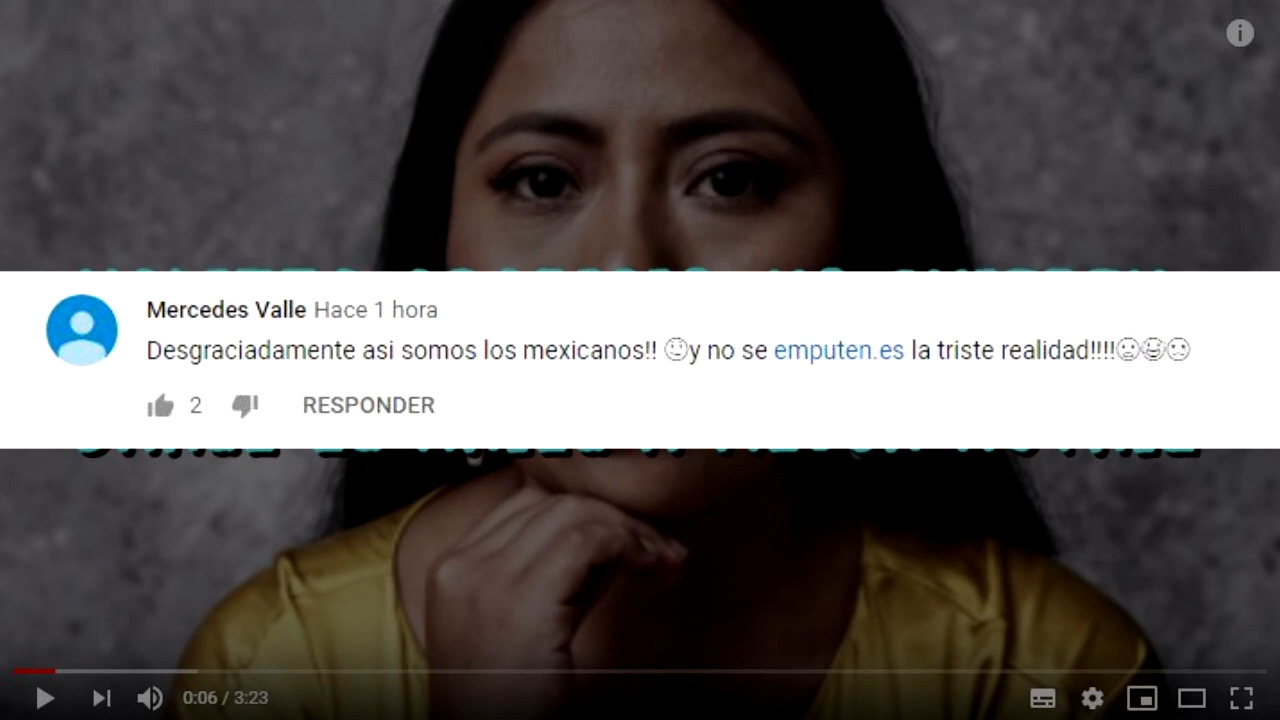 Mercedes Valle Hace 1 hora
Desgraciadamente asi somos los mexicanos!! 🙂y no se emputen.es la triste realidad!!!!☹😂☹
2 RESPONDER
0:06 / 3:23